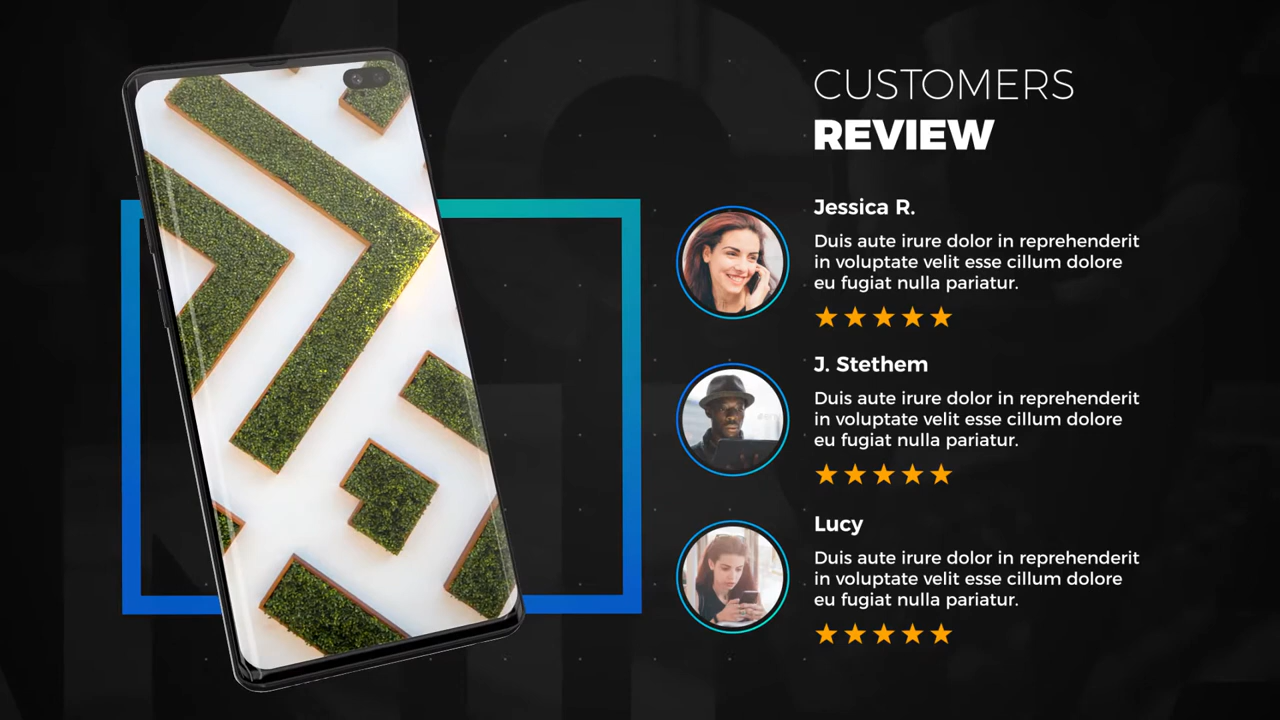 CUSTOMERS
REVIEW
Jessica R.
Duis aute irure dolor in reprehenderit
in voluptate velit esse cillum dolore
eu fugiat nulla pariatur.
J. Stethem
Duis aute irure dolor in reprehenderit
in voluptate velit esse cillum dolore
eu fugiat nulla pariatur.
Lucy
Duis aute irure dolor in reprehenderit
in voluptate velit esse cillum dolore
eu fugiat nulla pariatur.